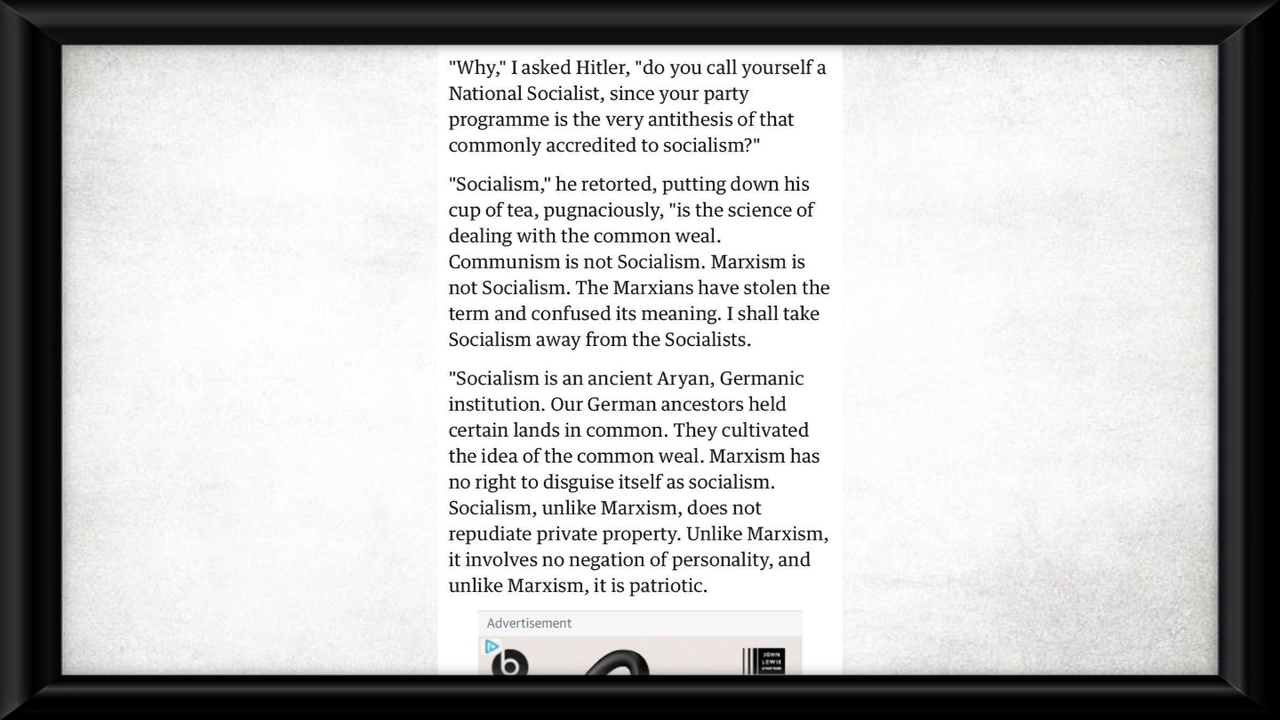 "Why," I asked Hitler, "do you call yourself a
National Socialist, since your party
programme is the very antithesis of that
commonly accredited to socialism?"
"Socialism," he retorted, putting down his
cup of tea, pugnaciously, "is the science of
dealing with the common weal.
Communism is not Socialism. Marxism is
not Socialism. The Marxians have stolen the
term and confused its meaning. I shall take
Socialism away from the Socialists.
"Socialism is an ancient Aryan, Germanic
institution. Our German ancestors held
certain lands in common. They cultivated
the idea of the common weal. Marxism has
no right to disguise itself as socialism.
Socialism, unlike Marxism, does not
repudiate private property. Unlike Marxism,
it involves no negation of personality, and
unlike Marxism, it is patriotic.
Advertisement
b
JOHN
LEWIS